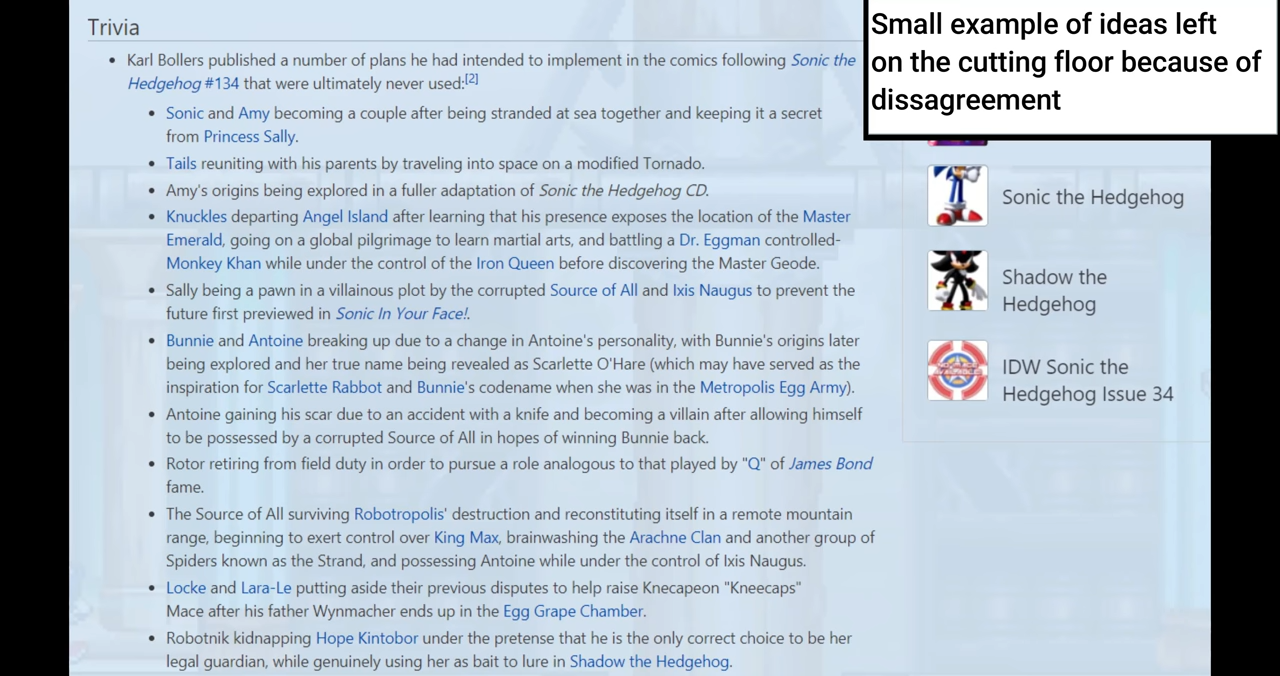 Trivia
Small example of ideas left
on the cutting floor because of
dissagreement
• Karl Bollers published a number of plans he had intended to implement in the comics following Sonic the
Hedgehog #134 that were ultimately never used:[2]
• Sonic and Amy becoming a couple after being stranded at sea together and keeping it a secret
from Princess Sally.
• Tails reuniting with his parents by traveling into space on a modified Tornado.
• Amy's origins being explored in a fuller adaptation of Sonic the Hedgehog CD.
• Knuckles departing Angel Island after learning that his presence exposes the location of the Master
Emerald, going on a global pilgrimage to learn martial arts, and battling a Dr. Eggman controlled-
Monkey Khan while under the control of the Iron Queen before discovering the Master Geode.
• Sally being a pawn in a villainous plot by the corrupted Source of All and Ixis Naugus to prevent the
future first previewed in Sonic In Your Face!.
• Bunnie and Antoine breaking up due to a change in Antoine's personality, with Bunnie's origins later
being explored and her true name being revealed as Scarlette O'Hare (which may have served as the
inspiration for Scarlette Rabbot and Bunnie's codename when she was in the Metropolis Egg Army).
• Antoine gaining his scar due to an accident with a knife and becoming a villain after allowing himself
to be possessed by a corrupted Source of All in hopes of winning Bunnie back.
• Rotor retiring from field duty in order to pursue a role analogous to that played by "Q" of James Bond
fame.
• The Source of All surviving Robotropolis' destruction and reconstituting itself in a remote mountain
range, beginning to exert control over King Max, brainwashing the Arachne Clan and another group of
Spiders known as the Strand, and possessing Antoine while under the control of Ixis Naugus.
• Locke and Lara-Le putting aside their previous disputes to help raise Knecapeon "Kneecaps"
Mace after his father Wynmacher ends up in the Egg Grape Chamber.
• Robotnik kidnapping Hope Kintobor under the pretense that he is the only correct choice to be her
legal guardian, while genuinely using her as bait to lure in Shadow the Hedgehog.
Sonic the Hedgehog
Shadow the
Hedgehog
IDW Sonic the
Hedgehog Issue 34